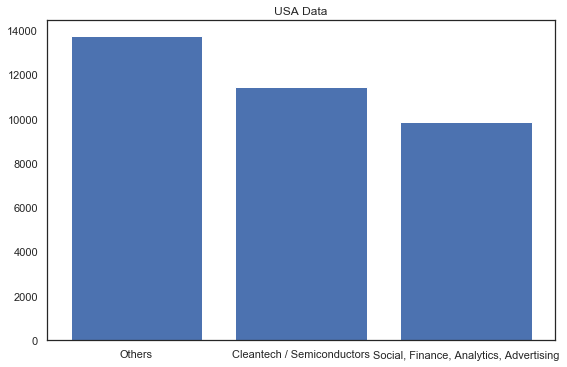 USA Data
14000
12000
10000
8000
6000
4000
2000
0
Others
Cleantech / Semiconductors
Social, Finance, Analytics, Advertising